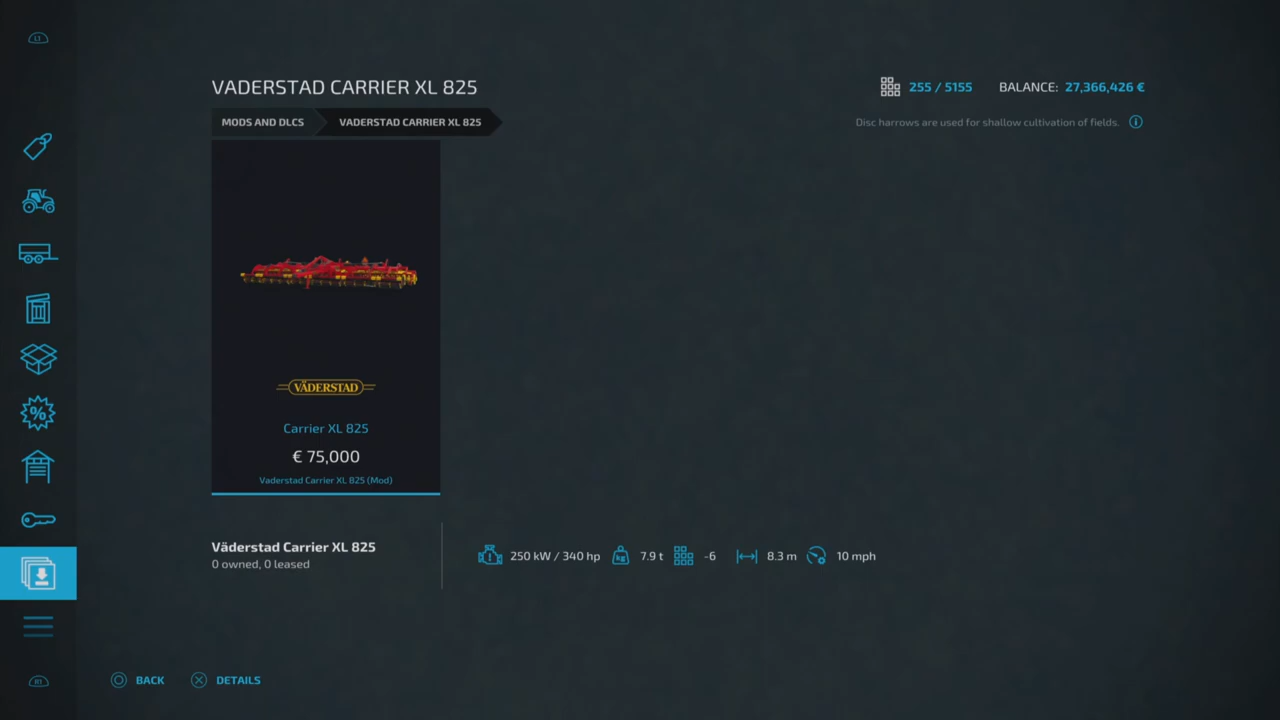 L1
VADERSTAD CARRIER XL 825
255 / 5155
BALANCE: 27,366,426 €
MODS AND DLCS
VADERSTAD CARRIER XL 825
Disc harrows are used for shallow cultivation of fields.
VÄDERSTAD
Carrier XL 825
€ 75,000
Vaderstad Carrier XL 825 (Mod)
Väderstad Carrier XL 825
0 owned, 0 leased
250 kW / 340 hp
kg
7.9 t
-6
8.3 m
10 mph
R1
BACK
DETAILS